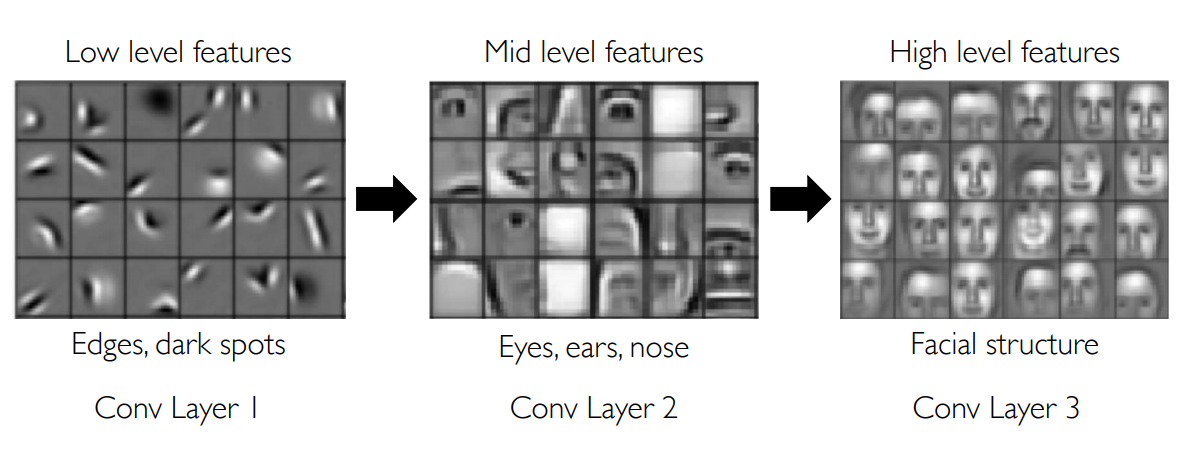 Low level features
Mid level features
High level features
Edges, dark spots
Eyes, ears, nose
Facial structure
Conv Layer 1
Conv Layer 2
Conv Layer 3